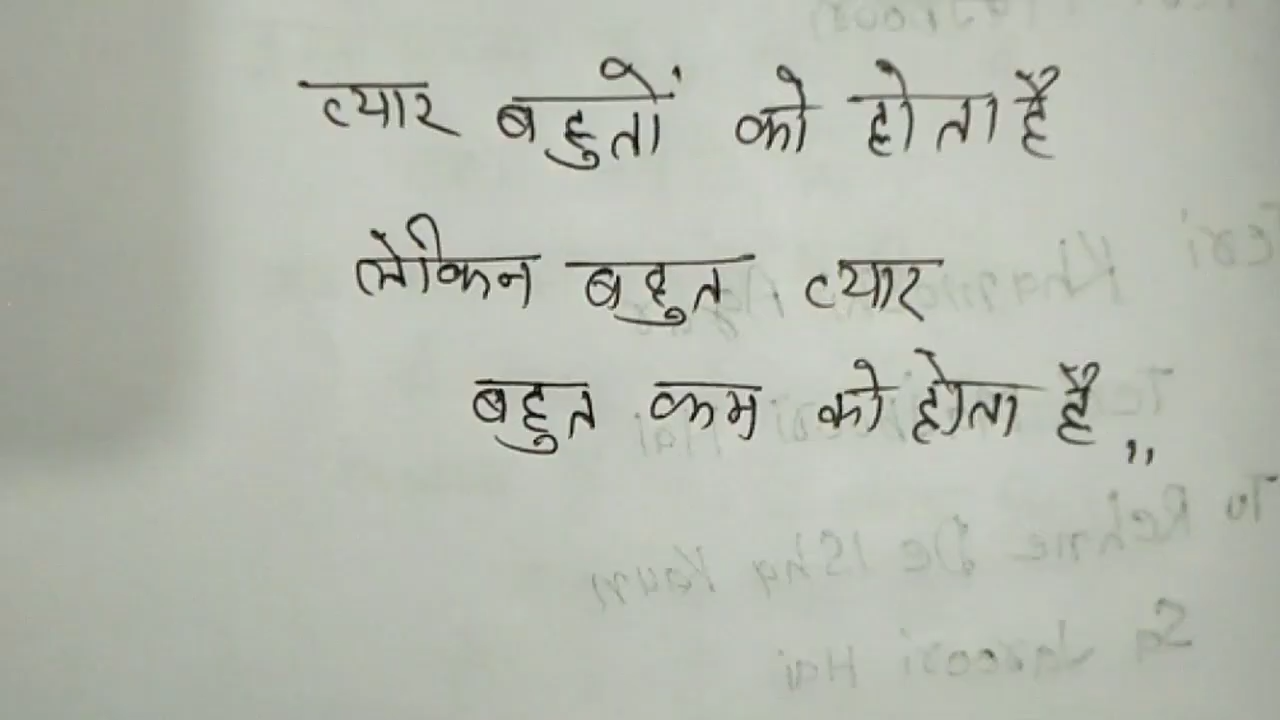 प्यार बहुतों को होता है
लेकिन बहुत प्यार
बहुत कम को होता है,,